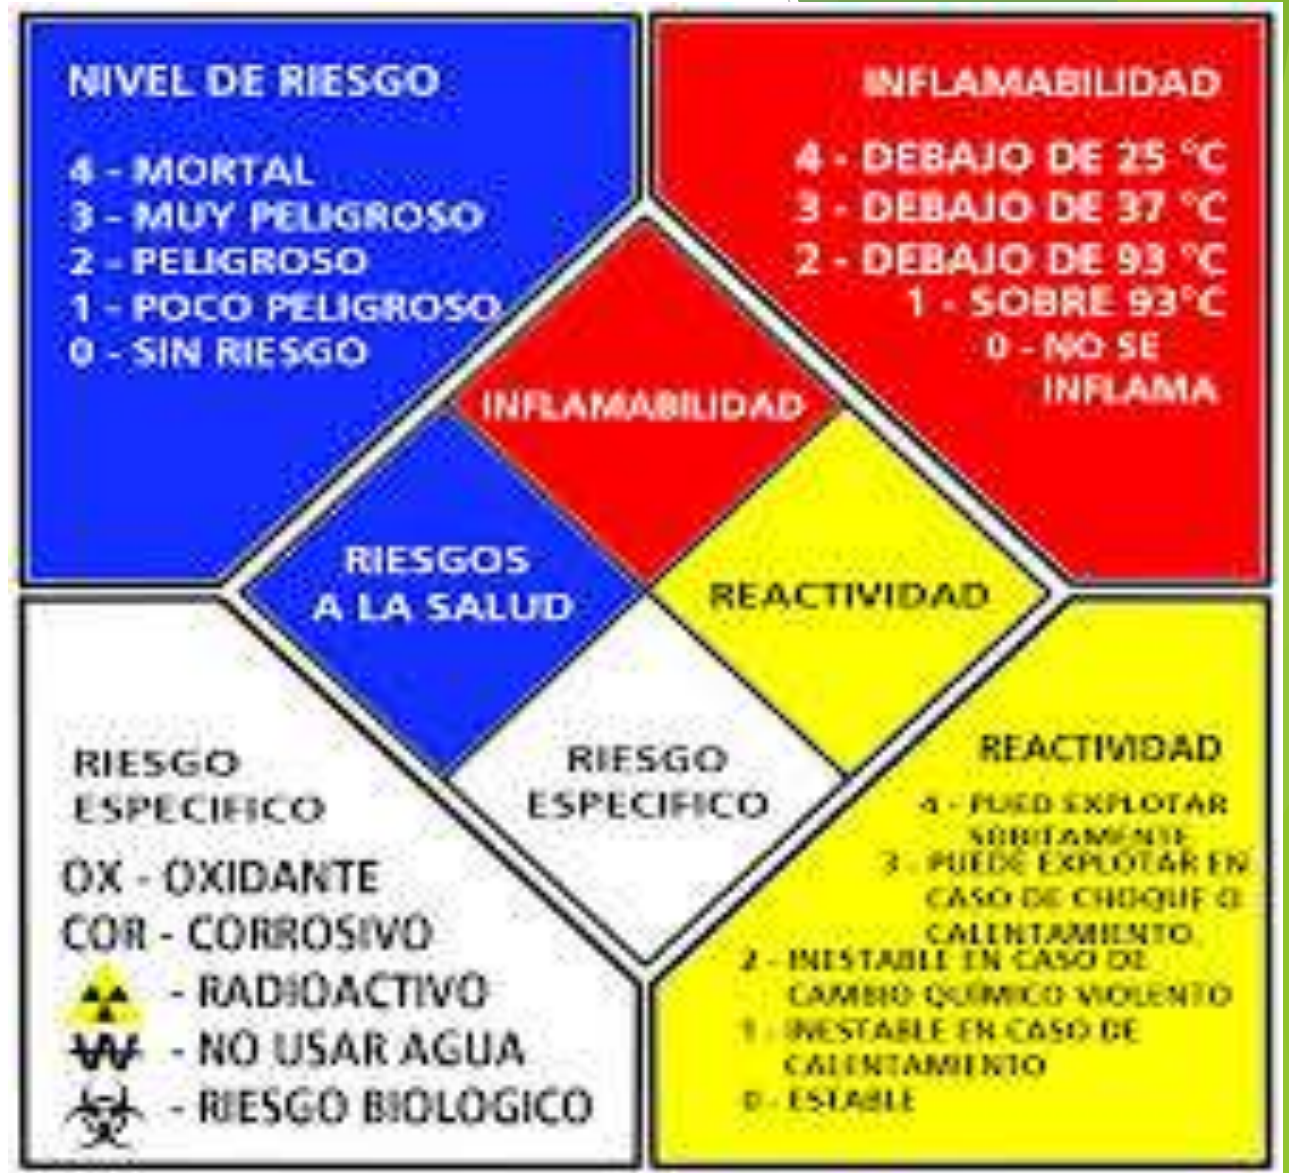 NIVEL DE RIESGO
4 - MORTAL
3 - MUY PELIGROSO
2 - PELIGROSO
1 - POCO PELIGROSO
0 - SIN RIESGO
INFLAMABILIDAD
4 - DEBAJO DE 25 °C
3 - DEBAJO DE 37 °C
2 - DEBAJO DE 93 °C
1 - SOBRE 93°C
0 - NO SE
INFLAMA
INFLAMABILIDAD
RIESGOS
A LA SALUD
REACTIVIDAD
RIESGO
ESPECIFICO
RIESGO
ESPECIFICO
OX - OXIDANTE
COR - CORROSIVO
- RADIOACTIVO
W - NO USAR AGUA
- RIESGO BIOLOGICO
REACTIVIDAD
4 - PUED EXPLOTAR
SUBITAMENTE
3 - PUEDE EXPLOTAR EN
CASO DE CHOQUE O
CALENTAMIENTO.
2 - INESTABLE EN CASO DE
CAMBIO QUÍMICO VIOLENTO
1 - INESTABLE EN CASO DE
CALENTAMIENTO
0 - ESTABLE